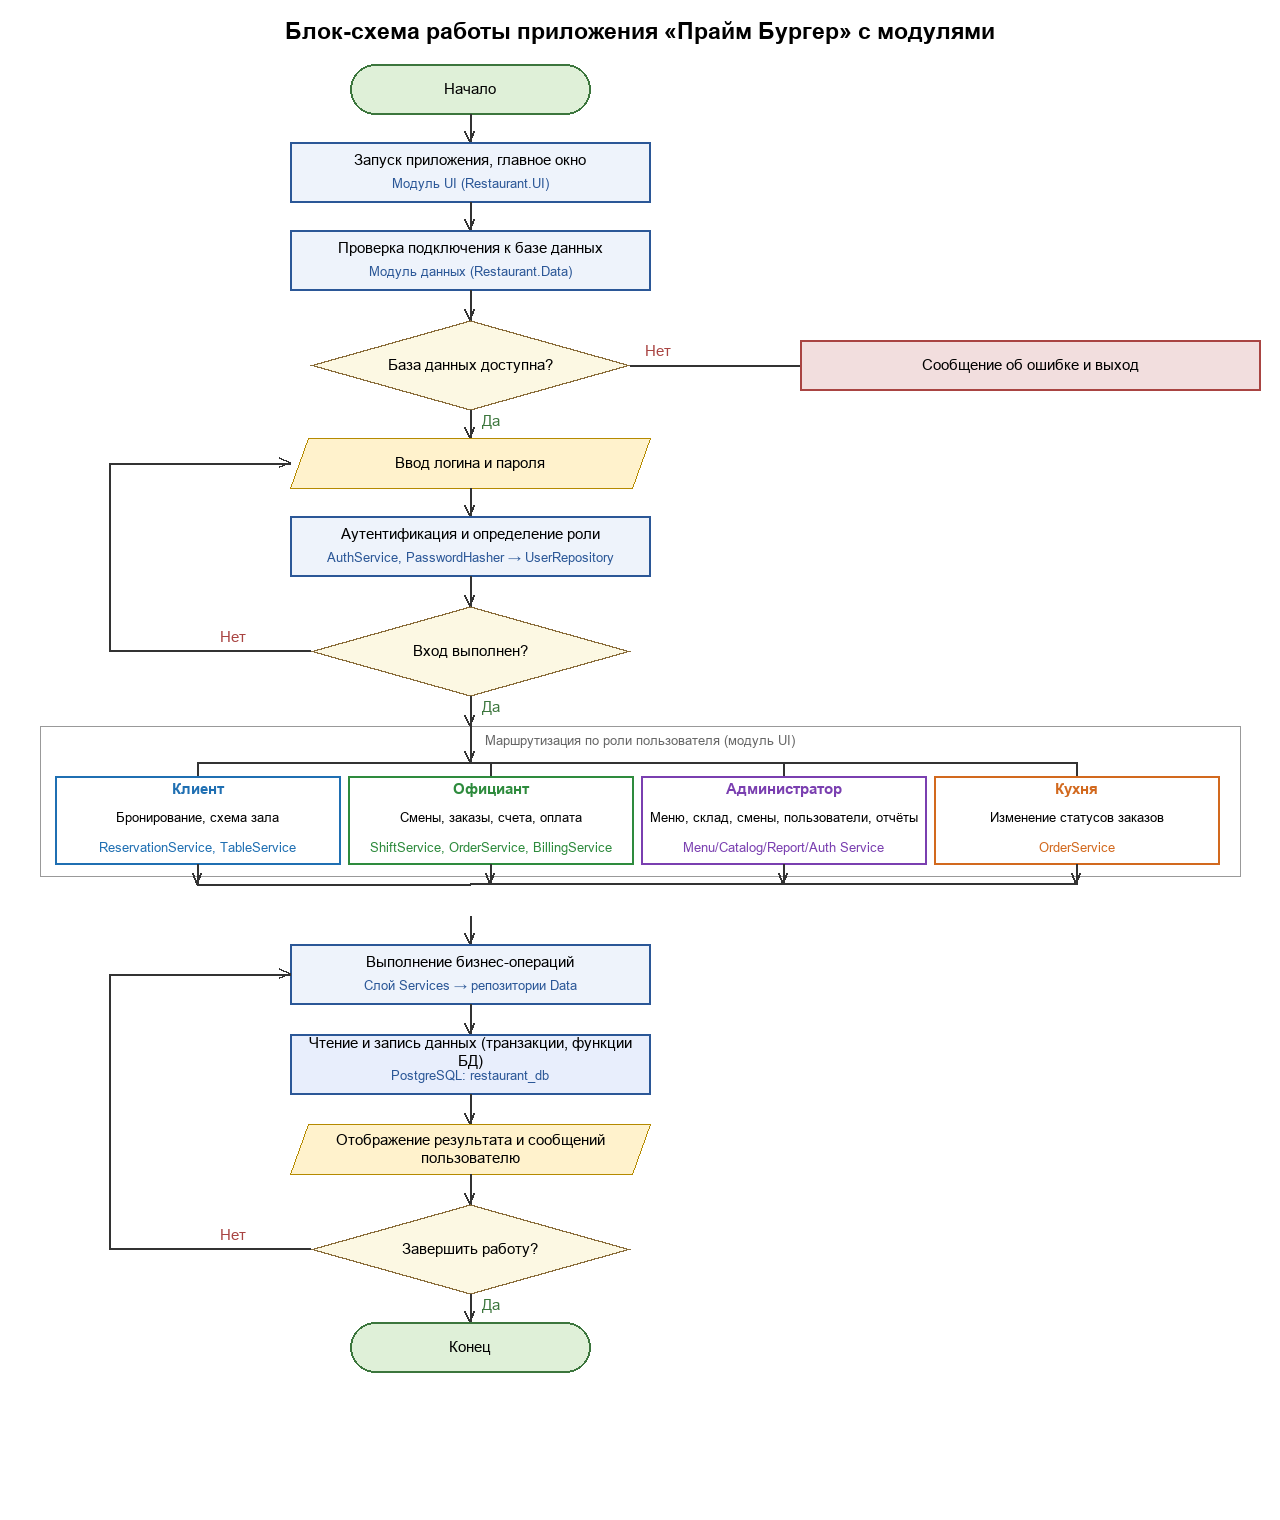 Блок-схема работы приложения «Прайм Бургер» с модулями
Начало
Запуск приложения, главное окно
Модуль UI (Restaurant.UI)
Проверка подключения к базе данных
Модуль данных (Restaurant.Data)
База данных доступна?
Нет
Сообщение об ошибке и выход
Да
Ввод логина и пароля
Аутентификация и определение роли
AuthService, PasswordHasher → UserRepository
Вход выполнен?
Нет
Да
Маршрутизация по роли пользователя (модуль UI)
Клиент
Бронирование, схема зала
ReservationService, TableService
Официант
Смены, заказы, счета, оплата
ShiftService, OrderService, BillingService
Администратор
Меню, склад, смены, пользователи, отчёты
Menu/Catalog/Report/Auth Service
Кухня
Изменение статусов заказов
OrderService
Выполнение бизнес-операций
Слой Services → репозитории Data
Чтение и запись данных (транзакции, функции
БД)
PostgreSQL: restaurant_db
Отображение результата и сообщений
пользователю
Завершить работу?
Нет
Да
Конец